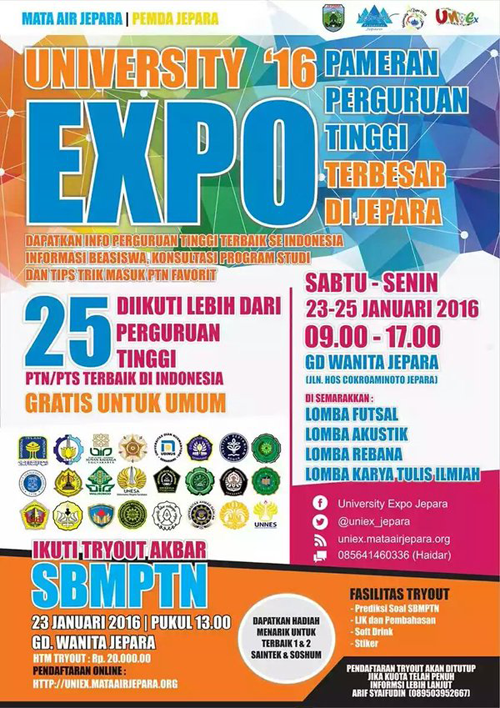 MATA AIR JEPARA | PEMDA JEPARA
UNIVERSITY '16
EXPO
PAMERAN
PERGURUAN
TINGGI
TERBESAR
DI JEPARA
DAPATKAN INFO PERGURUAN TINGGI TERBAIK SE INDONESIA
INFORMASI BEASISWA, KONSULTASI PROGRAM STUDI
DAN TIPS TRIK MASUK PTN FAVORIT
25
DIIKUTI LEBIH DARI
PERGURUAN
TINGGI
PTN/PTS TERBAIK DI INDONESIA
GRATIS UNTUK UMUM
SABTU - SENIN
23-25 JANUARI 2016
09.00 - 17.00
GD WANITA JEPARA
(JLN. HOS COKROAMINOTO JEPARA)
DI SEMARAKKAN :
LOMBA FUTSAL
LOMBA AKUSTIK
LOMBA REBANA
LOMBA KARYA TULIS ILMIAH
UNESA
UNNES
University Expo Jepara
@uniex_jepara
uniex.mataairjepara.org
085641460336 (Haidar)
IKUTI TRYOUT AKBAR
SBMPTN
23 JANUARI 2016 | PUKUL 13.00
GD. WANITA JEPARA
HTM TRYOUT : Rp. 20.000.00
PENDAFTARAN ONLINE :
HTTP://UNIEX.MATAAIRJEPARA.ORG
DAPATKAN HADIAH
MENARIK UNTUK
TERBAIK 1 & 2
SAINTEK & SOSHUM
FASILITAS TRYOUT
- Prediksi Soal SBMPTN
- LJK dan Pembahasan
- Soft Drink
- Stiker
PENDAFTARAN TRYOUT AKAN DITUTUP
JIKA KUOTA TELAH PENUH
INFORMASI LEBIH LANJUT
ARIF SYAIFUDIN (089503952667)